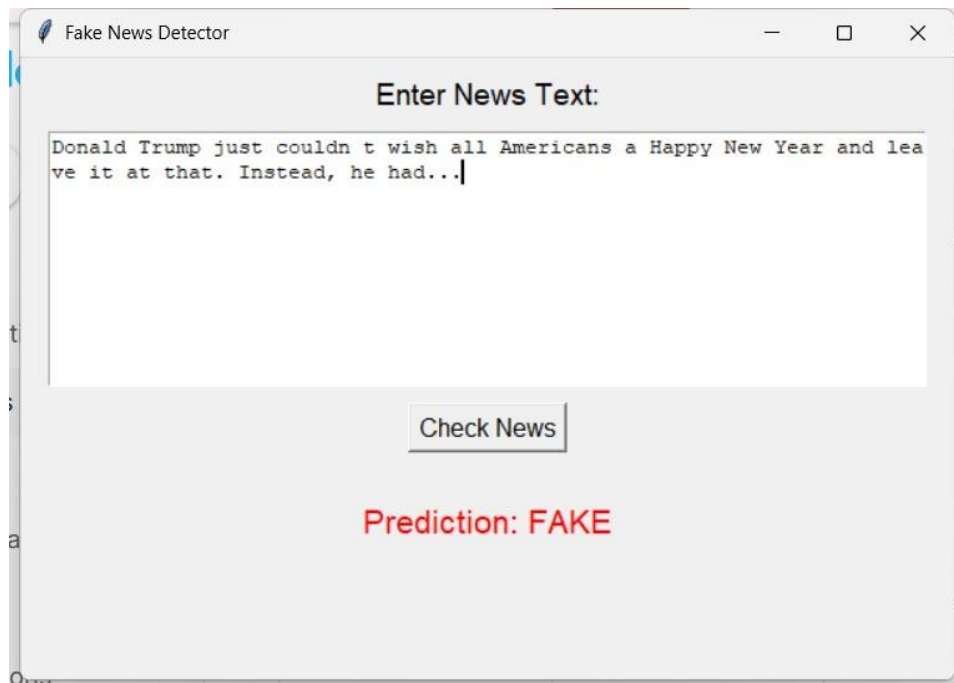 Fake News Detector
Enter News Text:
Donald Trump just couldn t wish all Americans a Happy New Year and lea
ve it at that. Instead, he had...
Check News
Prediction: FAKE